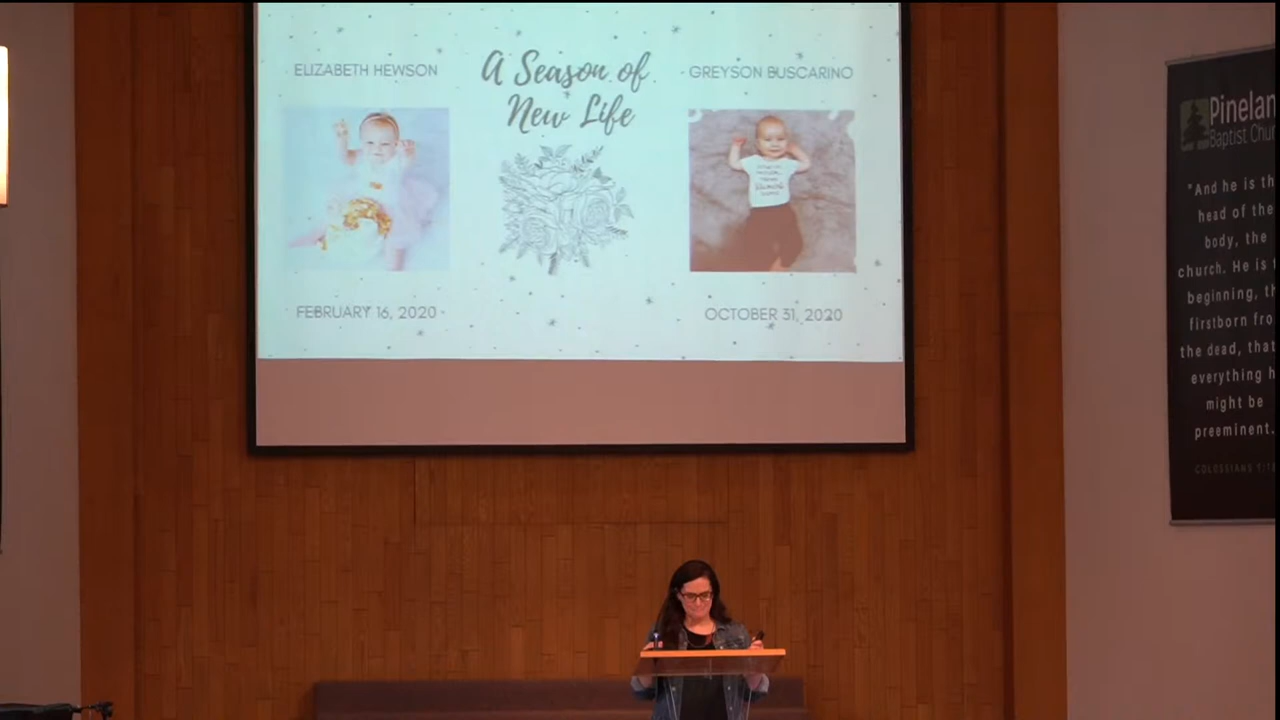 ELIZABETH HEWSON
A Season of
New Life
GREYSON BUSCARINO
FEBRUARY 16, 2020
OCTOBER 31, 2020
Pinelan
Baptist Chur
"And he is th
head of the
body, the
church. He is t
beginning, th
firstborn fro
the dead, that
everything h
might be
preeminent.
COLOSSIANS 1:18